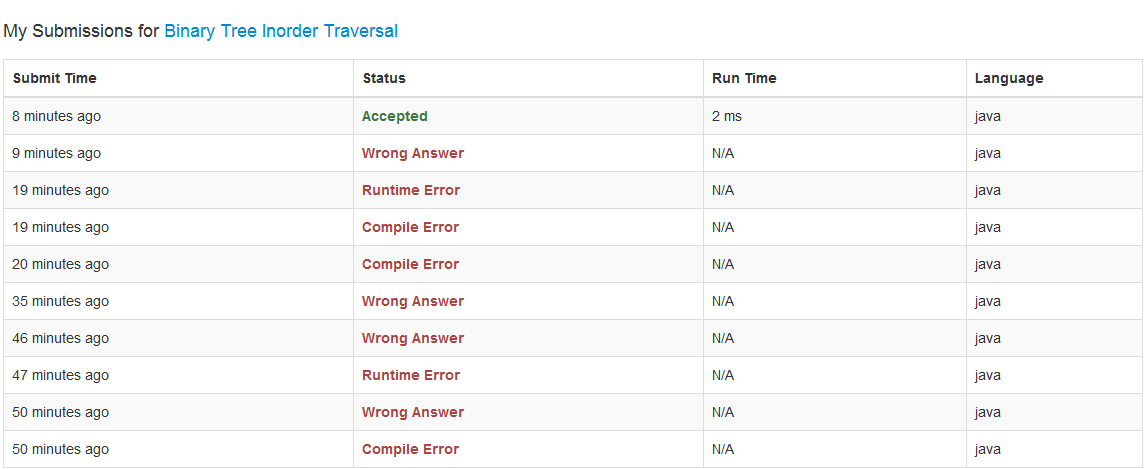 My Submissions for Binary Tree Inorder Traversal
Submit Time Status Run Time Language
8 minutes ago Accepted 2 ms java
9 minutes ago Wrong Answer N/A java
19 minutes ago Runtime Error N/A java
19 minutes ago Compile Error N/A java
20 minutes ago Compile Error N/A java
35 minutes ago Wrong Answer N/A java
46 minutes ago Wrong Answer N/A java
47 minutes ago Runtime Error N/A java
50 minutes ago Wrong Answer N/A java
50 minutes ago Compile Error N/A java